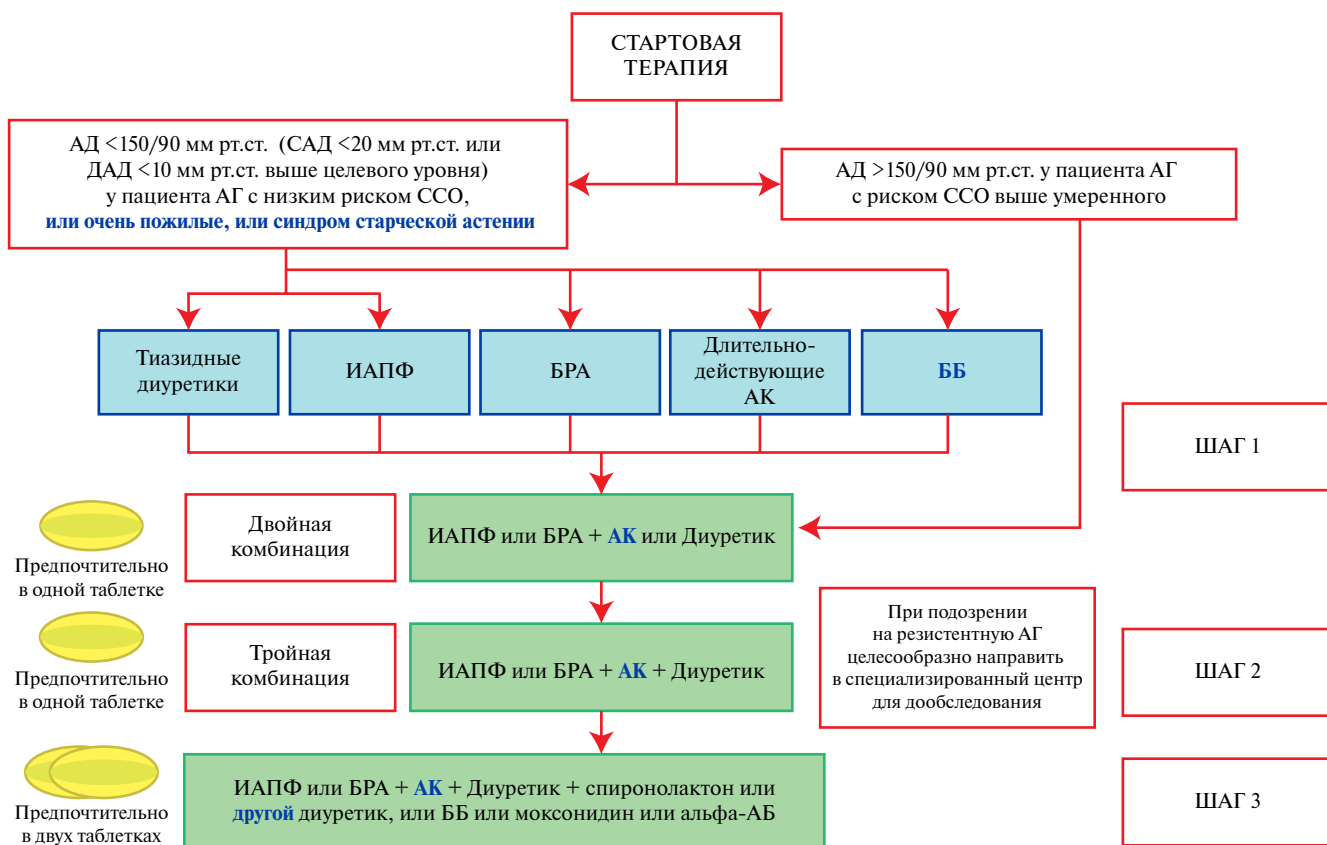 СТАРТОВАЯ
ТЕРАПИЯ
АД <150/90 мм рт.ст. (САД <20 мм рт.ст. или
ДАД <10 мм рт.ст. выше целевого уровня)
у пациента АГ с низким риском ССО,
или очень пожилые, или синдром старческой астении
АД >150/90 мм рт.ст. у пациента АГ
с риском ССО выше умеренного
Тиазидные
диуретики
ИАПФ
БРА
Длительно-
действующие
АК
ББ
ШАГ 1
Предпочтительно
в одной таблетке
Двойная
комбинация
ИАПФ или БРА + АК или Диуретик
Предпочтительно
в одной таблетке
Тройная
комбинация
ИАПФ или БРА + АК + Диуретик
При подозрении
на резистентную АГ
целесообразно направить
в специализированный центр
для дообследования
ШАГ 2
Предпочтительно
в двух таблетках
ИАПФ или БРА + АК + Диуретик + спиронолактон или
другой диуретик, или ББ или моксонидин или альфа-АБ
ШАГ 3